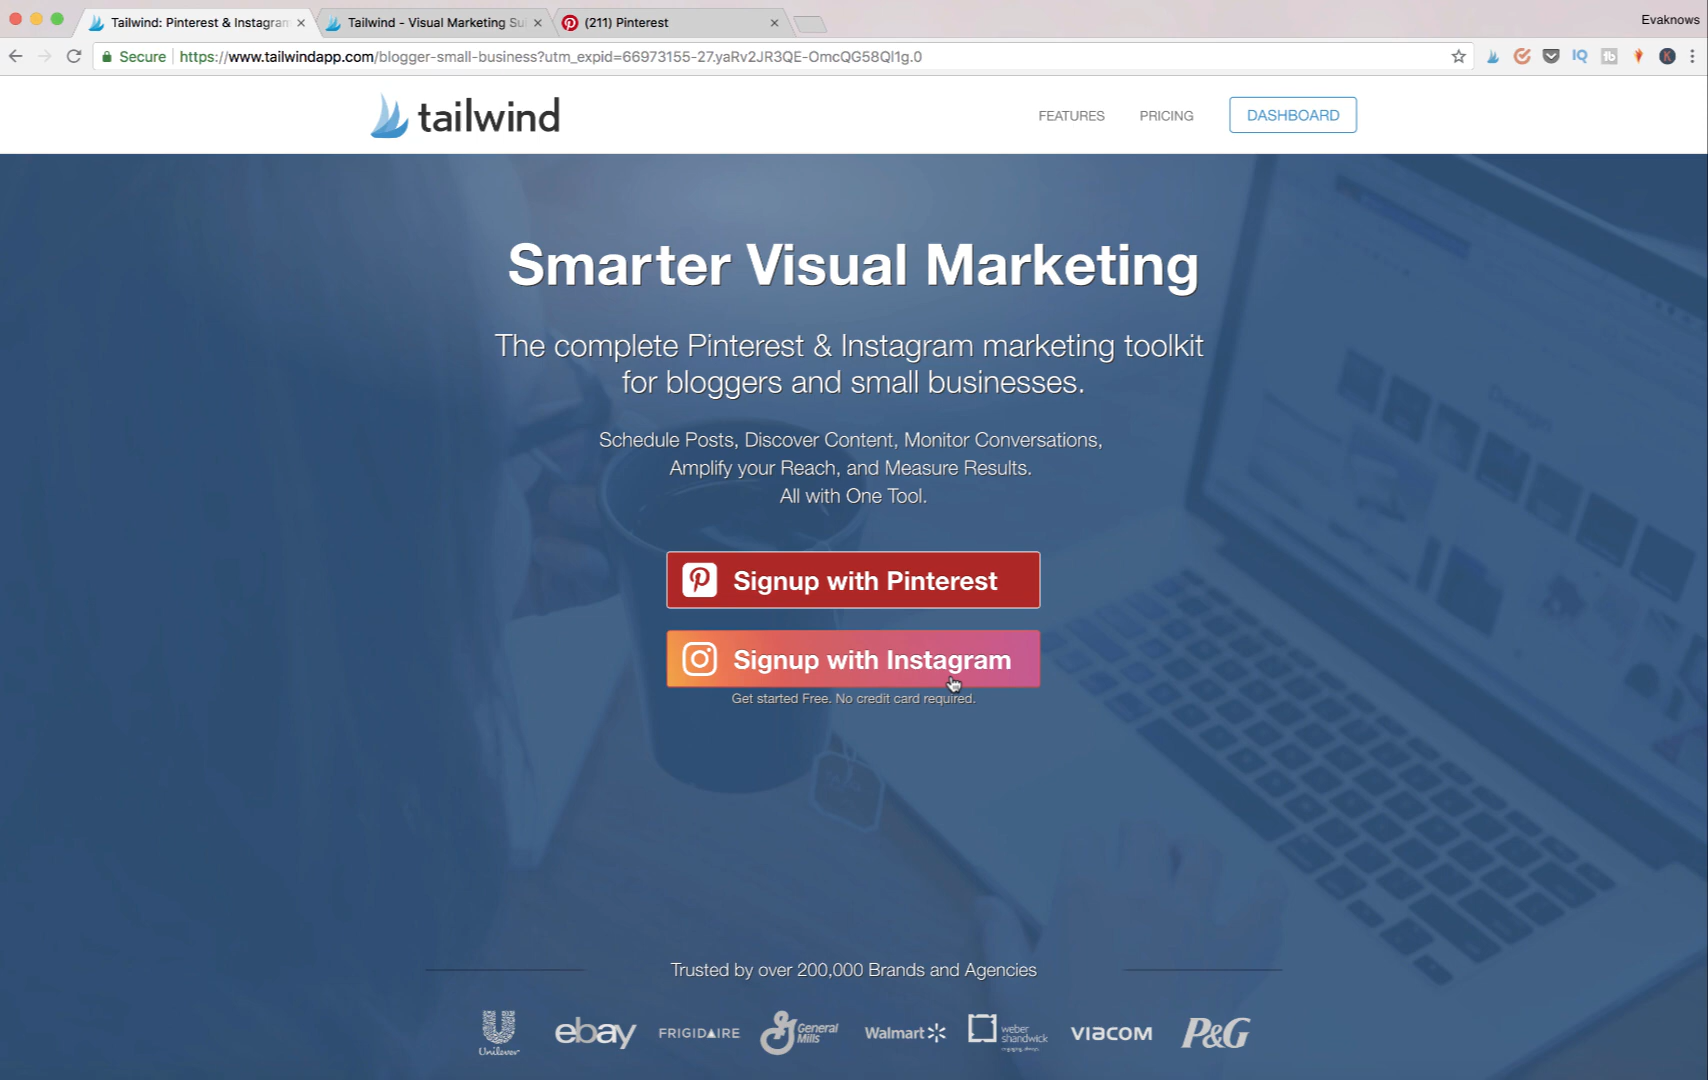 Tailwind: Pinterest & Instagram
Tailwind - Visual Marketing Sui
(211) Pinterest
Evaknows
Secure
https://www.tailwindapp.com/blogger-small-business?utm_expid=66973155-27.yaRv2JR3QE-OmcQG58Ql1g.0
IQ
tb
K
tailwind
FEATURES
PRICING
DASHBOARD
Smarter Visual Marketing
The complete Pinterest & Instagram marketing toolkit
for bloggers and small businesses.
Schedule Posts, Discover Content, Monitor Conversations,
Amplify your Reach, and Measure Results.
All with One Tool.
Signup with Pinterest
Signup with Instagram
Get started Free. No credit card required.
Trusted by over 200,000 Brands and Agencies
Unilever
ebay
FRIGIDAIRE
General
Mills
Walmart
weber
shandwick
VIACOM
P&G